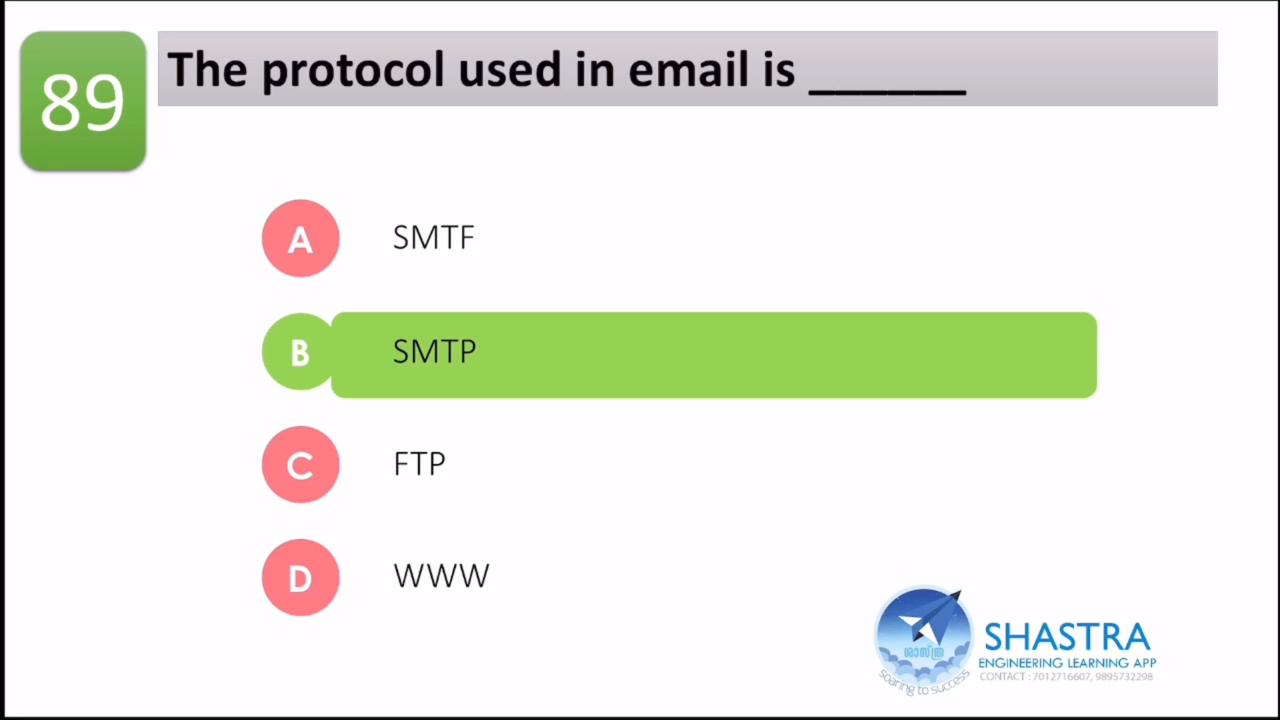 89
The protocol used in email is ______
A SMTF
B SMTP
C FTP
D WWW
ശാസ്ത്ര
soaring to success
SHASTRA
ENGINEERING LEARNING APP
CONTACT : 7012716607, 9895732298